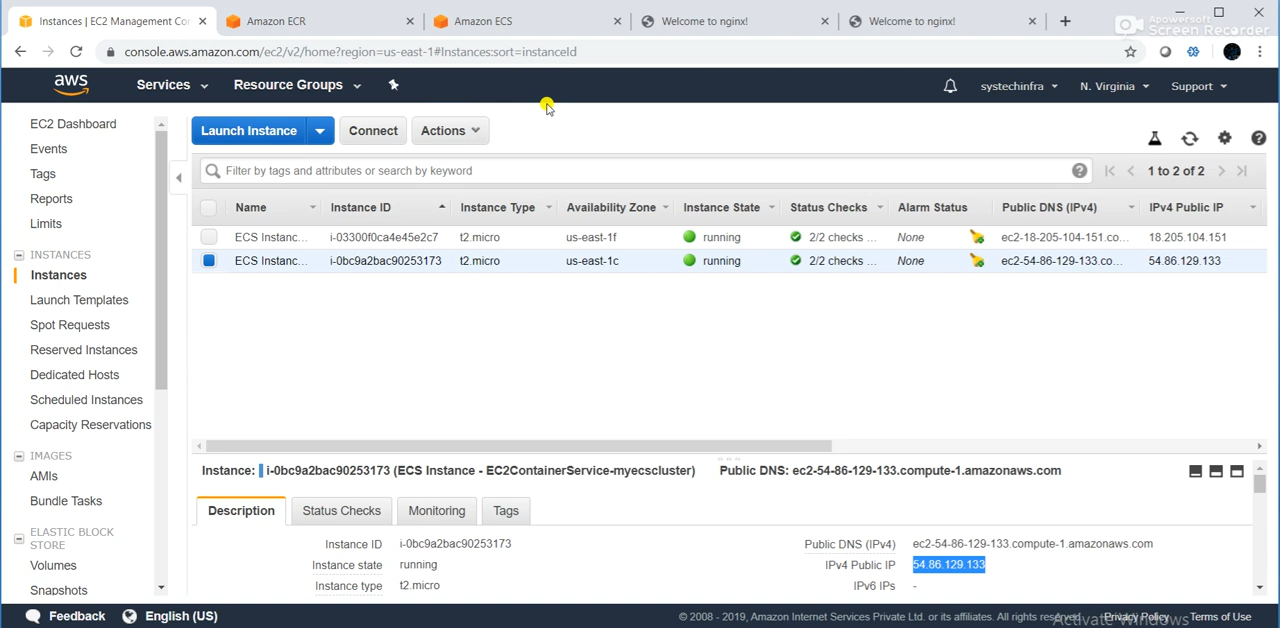 Instances | EC2 Management Cor
Amazon ECR
Amazon ECS
Welcome to nginx!
Welcome to nginx!
Apowersoft
Screen Recorder
console.aws.amazon.com/ec2/v2/home?region=us-east-1#Instances:sort=instanceId
aws
Services
Resource Groups
systechinfra
N. Virginia
Support
EC2 Dashboard
Events
Tags
Reports
Limits
INSTANCES
Instances
Launch Templates
Spot Requests
Reserved Instances
Dedicated Hosts
Scheduled Instances
Capacity Reservations
IMAGES
AMIs
Bundle Tasks
ELASTIC BLOCK
STORE
Volumes
Snapshots
Launch Instance
Connect
Actions
Filter by tags and attributes or search by keyword
1 to 2 of 2
Name Instance ID Instance Type Availability Zone Instance State Status Checks Alarm Status Public DNS (IPv4) IPv4 Public IP
ECS Instanc... i-03300f0ca4e45e2c7 t2.micro us-east-1f running 2/2 checks ... None ec2-18-205-104-151.co... 18.205.104.151
ECS Instanc... i-0bc9a2bac90253173 t2.micro us-east-1c running 2/2 checks ... None ec2-54-86-129-133.co... 54.86.129.133
Instance: i-0bc9a2bac90253173 (ECS Instance - EC2ContainerService-myecscluster) Public DNS: ec2-54-86-129-133.compute-1.amazonaws.com
Description
Status Checks
Monitoring
Tags
Instance ID i-0bc9a2bac90253173
Public DNS (IPv4) ec2-54-86-129-133.compute-1.amazonaws.com
Instance state running
IPv4 Public IP 54.86.129.133
Instance type t2.micro
IPv6 IPs -
Feedback
English (US)
© 2008 - 2019, Amazon Internet Services Private Ltd. or its affiliates. All rights reserved.
Privacy Policy
Terms of Use
Activate Windows